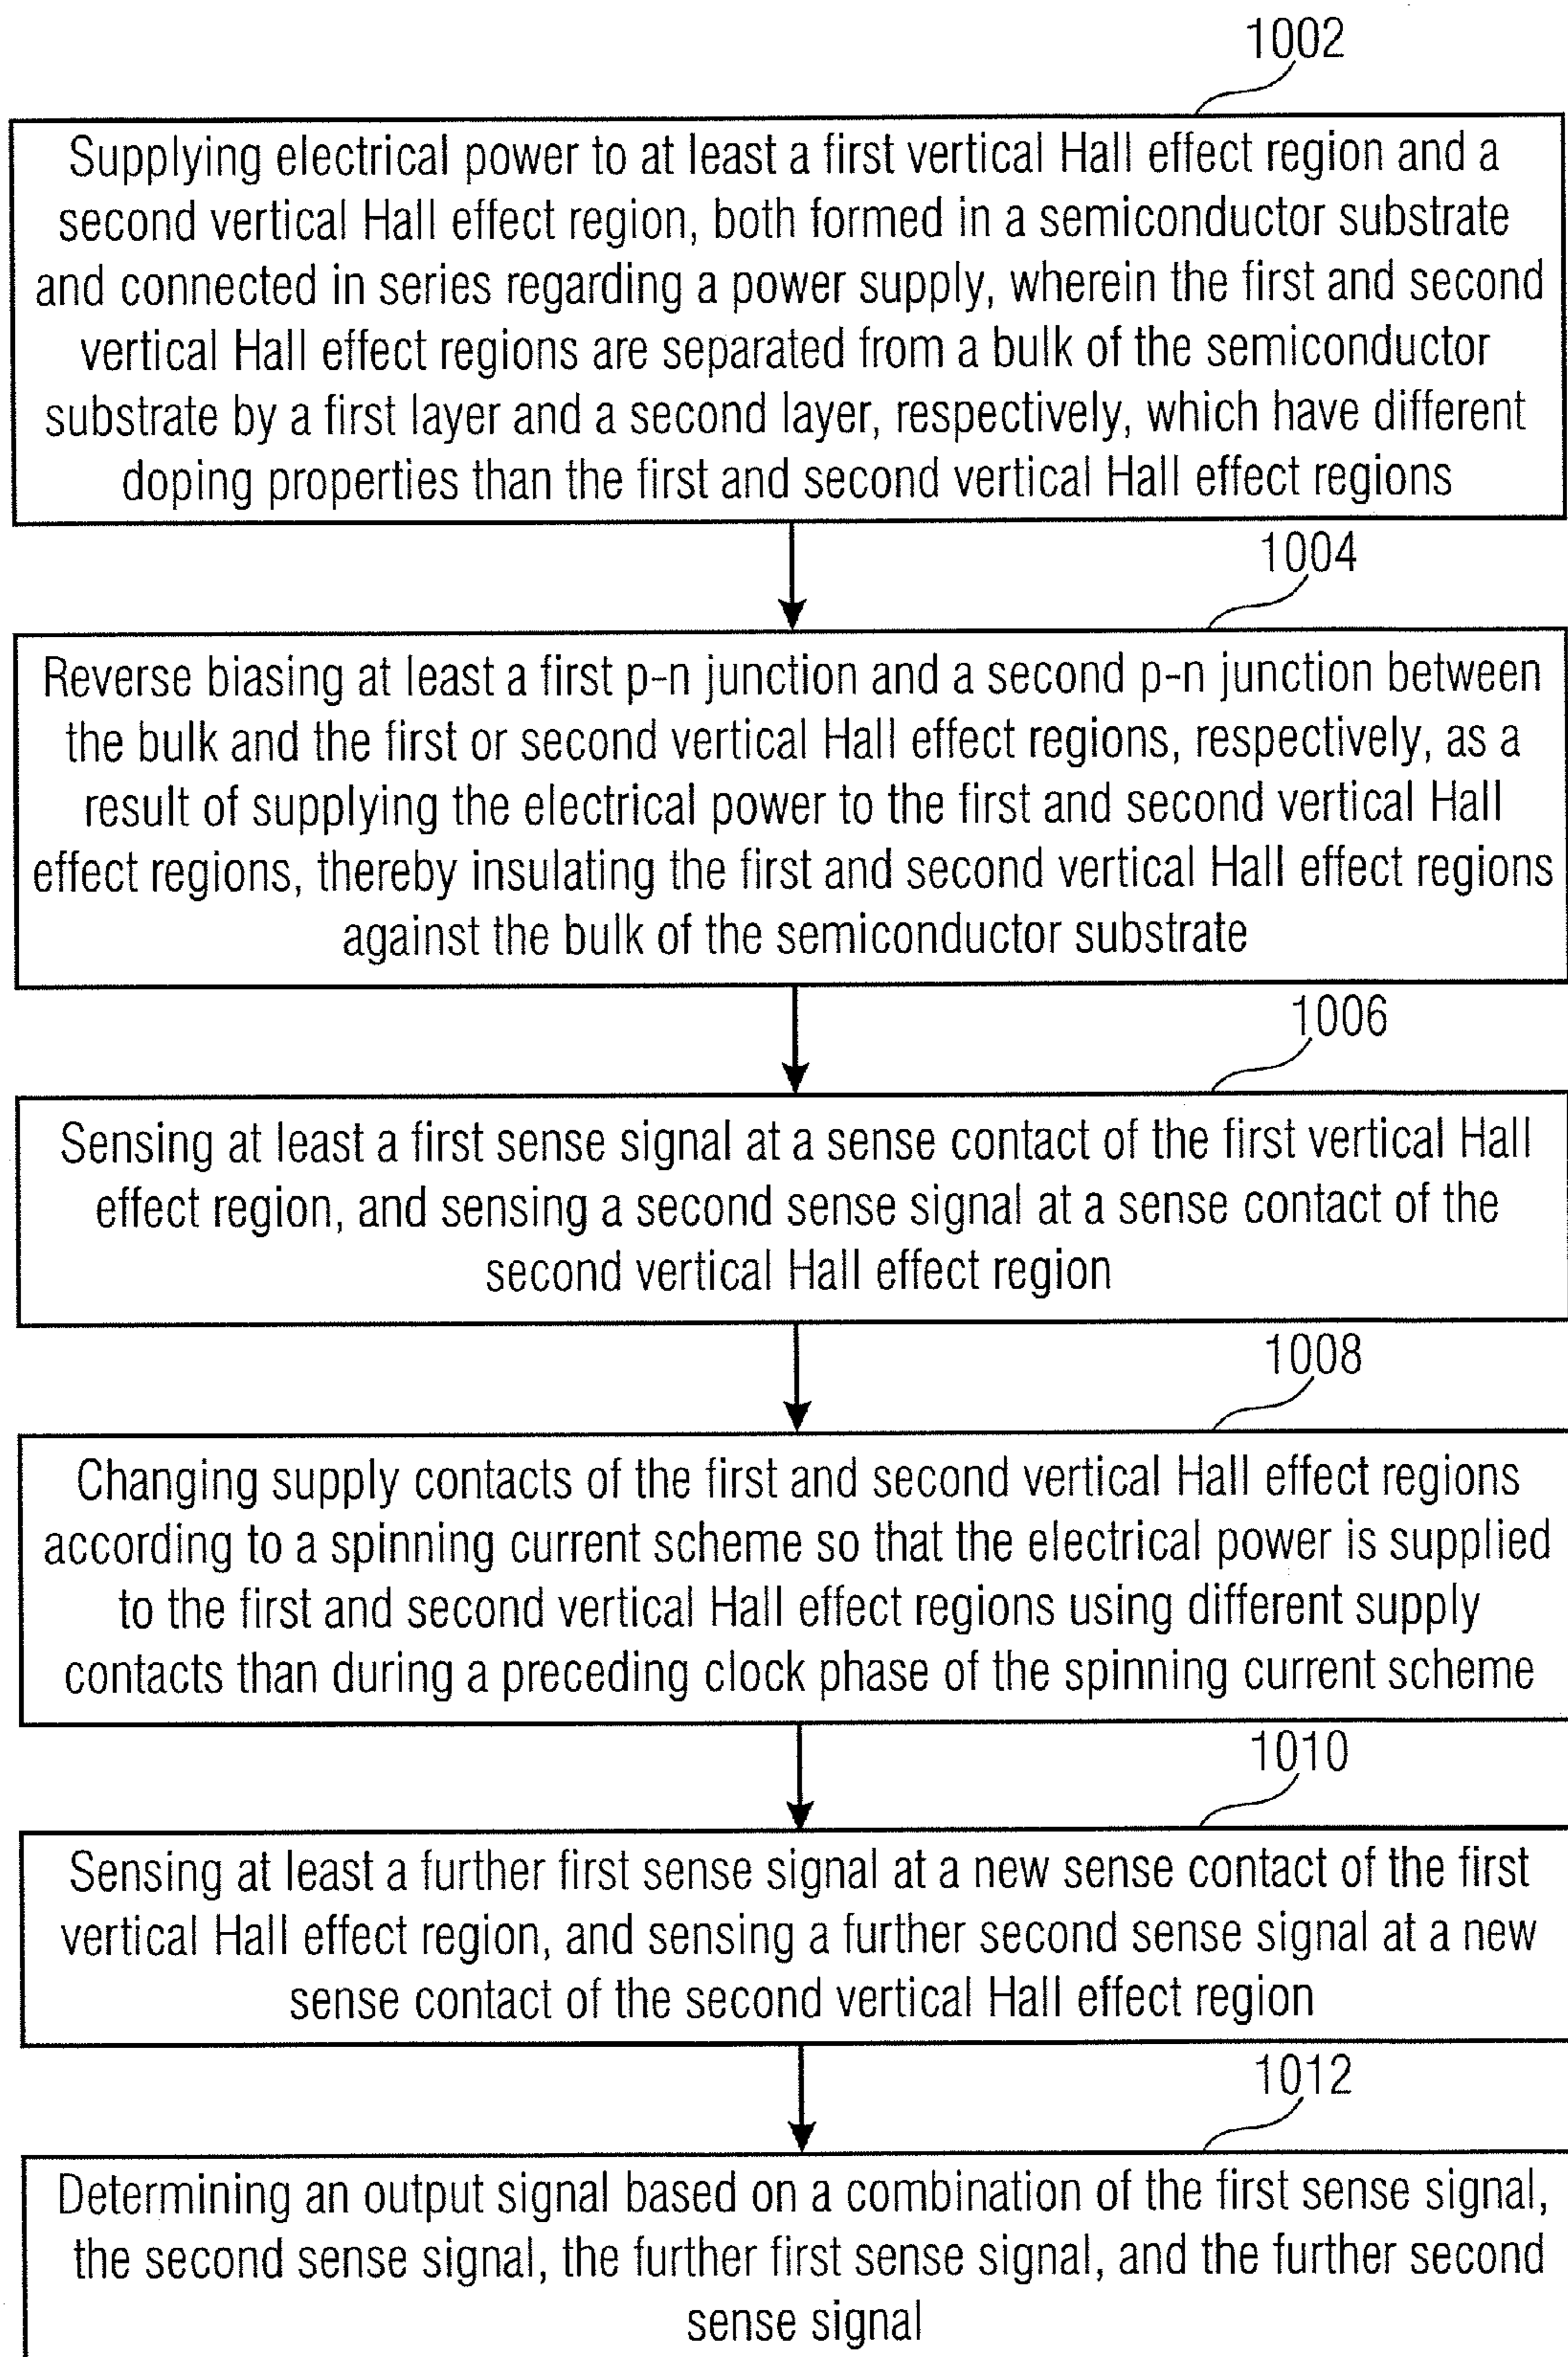 1002
Supplying electrical power to at least a first vertical Hall effect region and a
second vertical Hall effect region, both formed in a semiconductor substrate
and connected in series regarding a power supply, wherein the first and second
vertical Hall effect regions are separated from a bulk of the semiconductor
substrate by a first layer and a second layer, respectively, which have different
doping properties than the first and second vertical Hall effect regions
1004
Reverse biasing at least a first p-n junction and a second p-n junction between
the bulk and the first or second vertical Hall effect regions, respectively, as a
result of supplying the electrical power to the first and second vertical Hall
effect regions, thereby insulating the first and second vertical Hall effect regions
against the bulk of the semiconductor substrate
1006
Sensing at least a first sense signal at a sense contact of the first vertical Hall
effect region, and sensing a second sense signal at a sense contact of the
second vertical Hall effect region
1008
Changing supply contacts of the first and second vertical Hall effect regions
according to a spinning current scheme so that the electrical power is supplied
to the first and second vertical Hall effect regions using different supply
contacts than during a preceding clock phase of the spinning current scheme
1010
Sensing at least a further first sense signal at a new sense contact of the first
vertical Hall effect region, and sensing a further second sense signal at a new
sense contact of the second vertical Hall effect region
1012
Determining an output signal based on a combination of the first sense signal,
the second sense signal, the further first sense signal, and the further second
sense signal